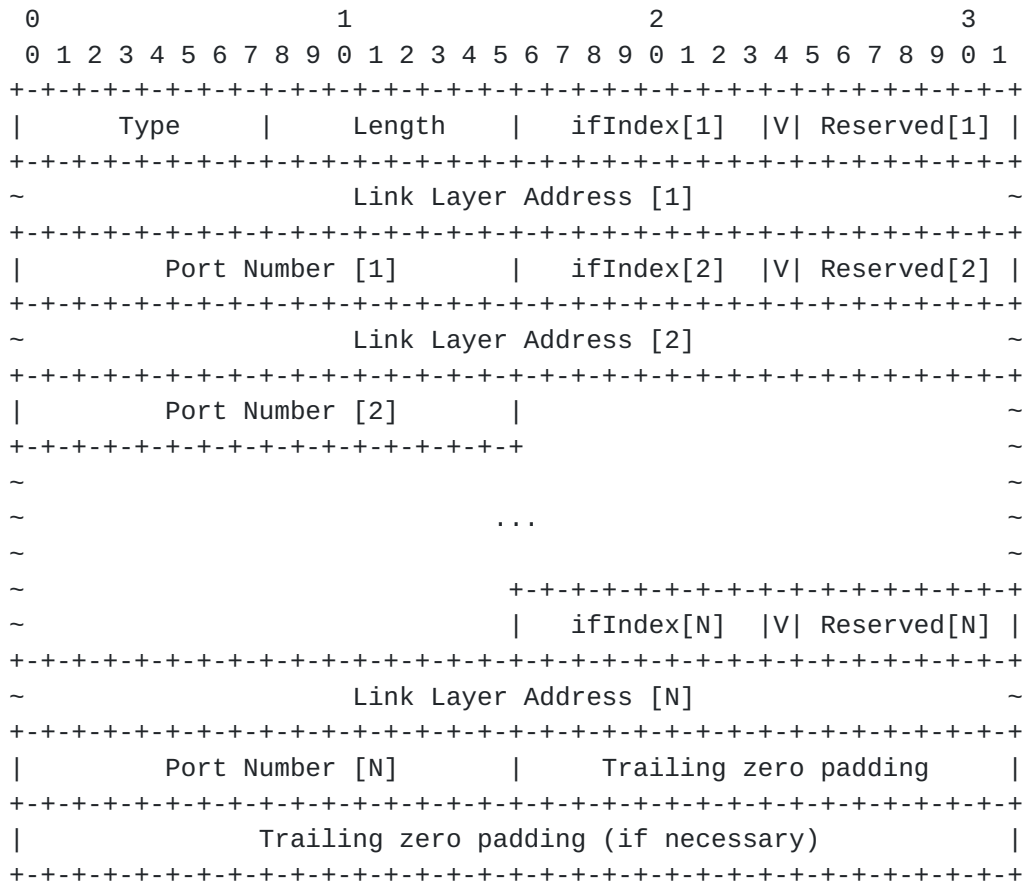 0                   1                   2                   3
 0 1 2 3 4 5 6 7 8 9 0 1 2 3 4 5 6 7 8 9 0 1 2 3 4 5 6 7 8 9 0 1
+-+-+-+-+-+-+-+-+-+-+-+-+-+-+-+-+-+-+-+-+-+-+-+-+-+-+-+-+-+-+-+-+
|      Type     |     Length    |   ifIndex[1]  |V| Reserved[1] |
+-+-+-+-+-+-+-+-+-+-+-+-+-+-+-+-+-+-+-+-+-+-+-+-+-+-+-+-+-+-+-+-+
~                     Link Layer Address [1]                    ~
+-+-+-+-+-+-+-+-+-+-+-+-+-+-+-+-+-+-+-+-+-+-+-+-+-+-+-+-+-+-+-+-+
|         Port Number [1]       |   ifIndex[2]  |V| Reserved[2] |
+-+-+-+-+-+-+-+-+-+-+-+-+-+-+-+-+-+-+-+-+-+-+-+-+-+-+-+-+-+-+-+-+
~                     Link Layer Address [2]                    ~
+-+-+-+-+-+-+-+-+-+-+-+-+-+-+-+-+-+-+-+-+-+-+-+-+-+-+-+-+-+-+-+-+
|         Port Number [2]       |                               ~
+-+-+-+-+-+-+-+-+-+-+-+-+-+-+-+-+                               ~
~                                                               ~
~                              ...                              ~
~                                                               ~
~                               +-+-+-+-+-+-+-+-+-+-+-+-+-+-+-+-+
~                               |   ifIndex[N]  |V| Reserved[N] |
+-+-+-+-+-+-+-+-+-+-+-+-+-+-+-+-+-+-+-+-+-+-+-+-+-+-+-+-+-+-+-+-+
~                     Link Layer Address [N]                    ~
+-+-+-+-+-+-+-+-+-+-+-+-+-+-+-+-+-+-+-+-+-+-+-+-+-+-+-+-+-+-+-+-+
|         Port Number [N]       |     Trailing zero padding     |
+-+-+-+-+-+-+-+-+-+-+-+-+-+-+-+-+-+-+-+-+-+-+-+-+-+-+-+-+-+-+-+-+
|               Trailing zero padding (if necessary)            |
+-+-+-+-+-+-+-+-+-+-+-+-+-+-+-+-+-+-+-+-+-+-+-+-+-+-+-+-+-+-+-+-+